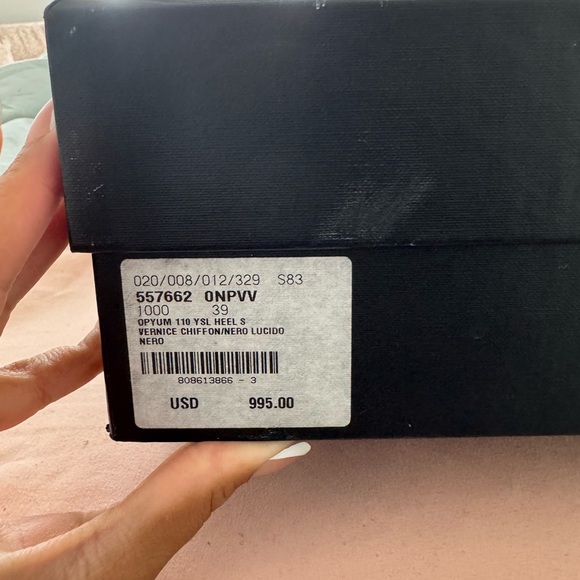 020/008/012/329 S83
557662 0NPVV
1000 39
OPYUM 110 YSL HEEL S
VERNICE CHIFFON/NERO LUCIDO
NERO
808613866 - 3
USD 995.00